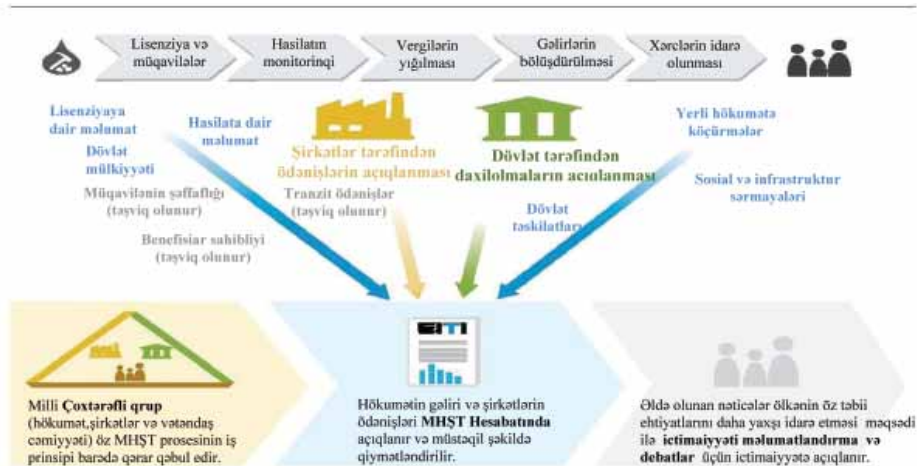 Lisenziya və
müqavilələr
Hasilatın
monitorinqi
Vergilərin
yığılması
Gəlirlərin
bölüşdürülməsi
Xərclərin idarə
olunması
Lisenziyaya
dair məlumat
Dövlət
mülkiyyəti
Müqavilənin şəffaflığı
(təşviq olunur)
Benefisiar sahibliyi
(təşviq olunur)
Hasilata dair
məlumat
Şirkətlər tərəfindən
ödənişlərin açıqlanması
Tranzit ödənişlər
(təşviq olunur)
Dövlət tərəfindən
daxilolmaların açıqlanması
Dövlət
təşkilatları
Yerli hökumətə
köçürmələr
Sosial və infrastruktur
sərmayələri
Milli Çoxtərəfli qrup
(hökumət,şirkətlər və vətəndaş
cəmiyyəti) öz MHŞT prosesinin iş
prinsipi barədə qərar qəbul edir.
EITI
Hökumətin gəliri və şirkətlərin
ödənişləri MHŞT Hesabatında
açıqlanır və müstəqil şəkildə
qiymətləndirilir.
Əldə olunan nəticələr ölkənin öz təbii
ehtiyatlarını daha yaxşı idarə etməsi məqsədi
ilə ictimaiyyəti məlumatlandırma və
debatlar üçün ictimaiyyətə açıqlanır.